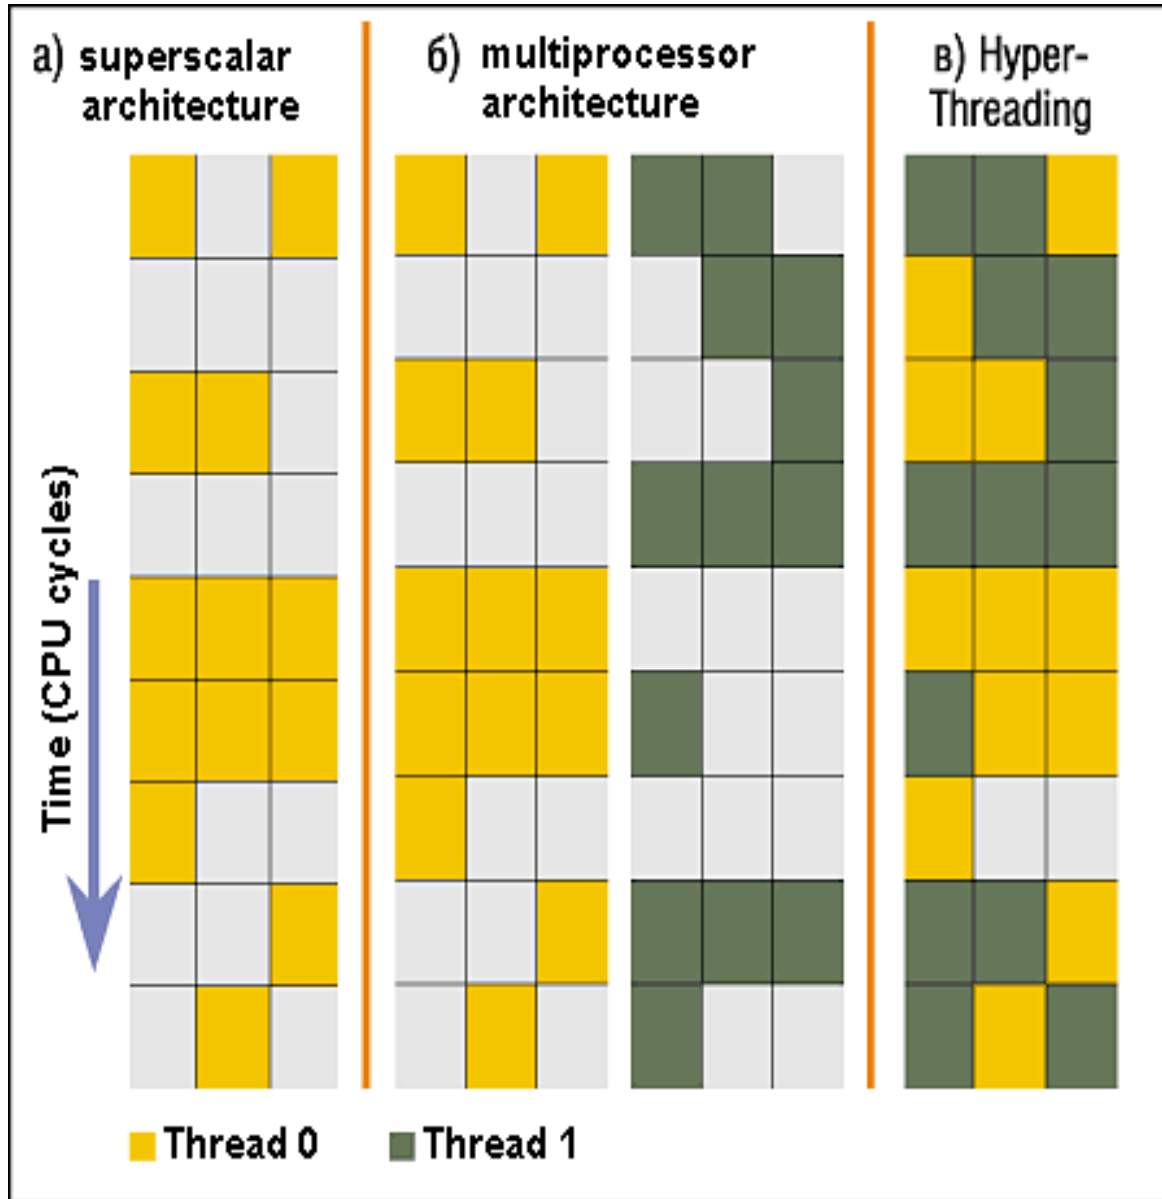 а) superscalar
architecture
б) multiprocessor
architecture
в) Hyper-
Threading
Time (CPU cycles)
Thread 0
Thread 1